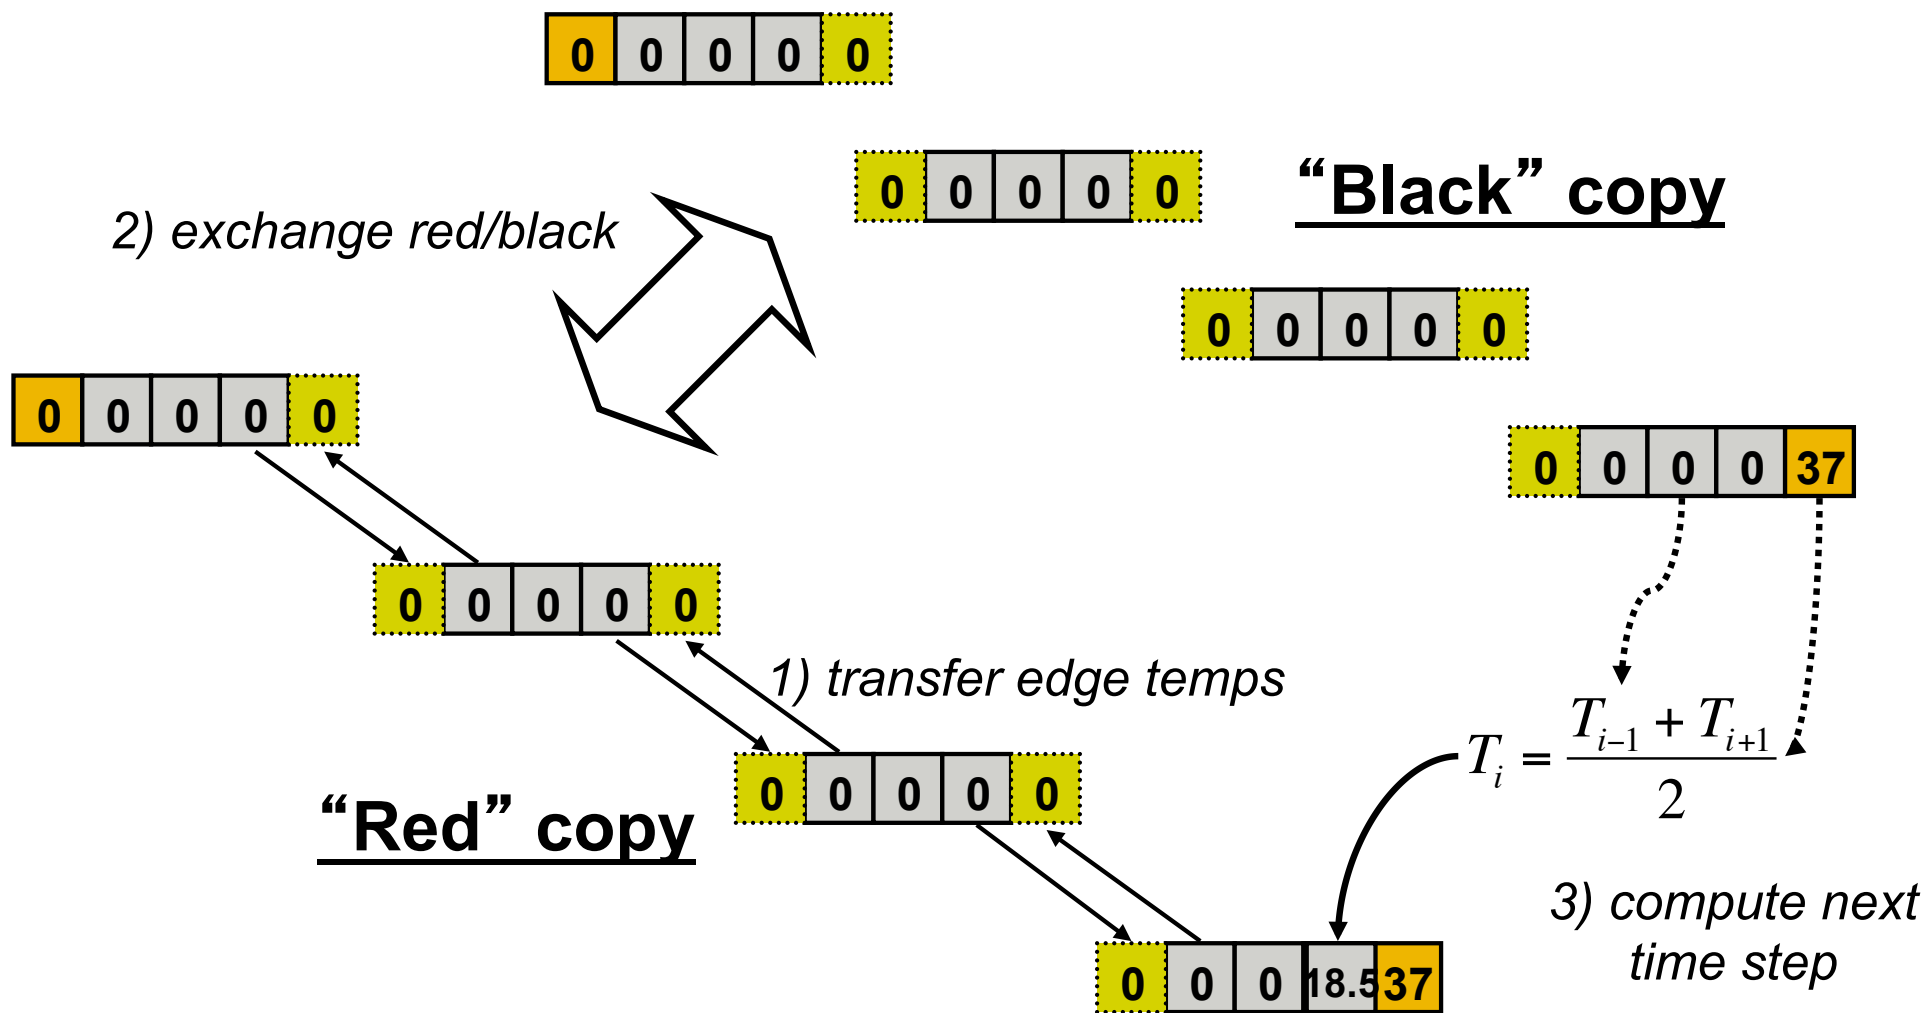 0 0 0 0 0
0 0 0 0 0
“Black” copy
2) exchange red/black
0 0 0 0 0
0 0 0 0 0
0 0 0 0 37
0 0 0 0 0
1) transfer edge temps
T_i = (T_{i−1} + T_{i+1}) / 2
0 0 0 0 0
“Red” copy
3) compute next
time step
0 0 0 18.5 37